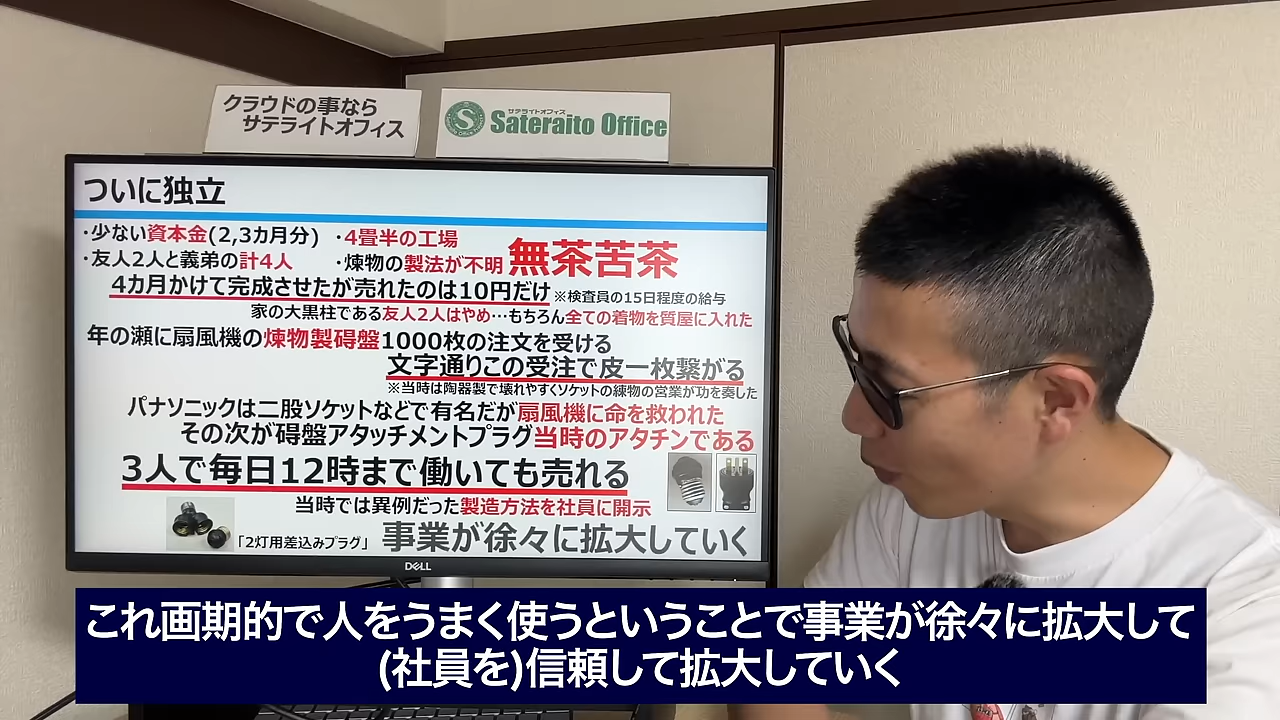 クラウドの事なら
サテライトオフィス
サテライトオフィス
Sateraito Office
ついに独立
・少ない資本金(2,3カ月分) ・4畳半の工場
・友人2人と義弟の計4人 ・煉物の製法が不明 無茶苦茶
4カ月かけて完成させたが売れたのは10円だけ ※検査員の15日程度の給与
家の大黒柱である友人2人はやめ…もちろん全ての着物を質屋に入れた
年の瀬に扇風機の煉物製碍盤1000枚の注文を受ける
文字通りこの受注で皮一枚繋がる
※当時は陶器製で壊れやすくソケットの練物の営業が功を奏した
パナソニックは二股ソケットなどで有名だが扇風機に命を救われた
その次が碍盤アタッチメントプラグ当時のアタチンである
3人で毎日12時まで働いても売れる
当時では異例だった製造方法を社員に開示
「2灯用差込みプラグ」 事業が徐々に拡大していく
DELL
これ画期的で人をうまく使うということで事業が徐々に拡大して
(社員を)信頼して拡大していく